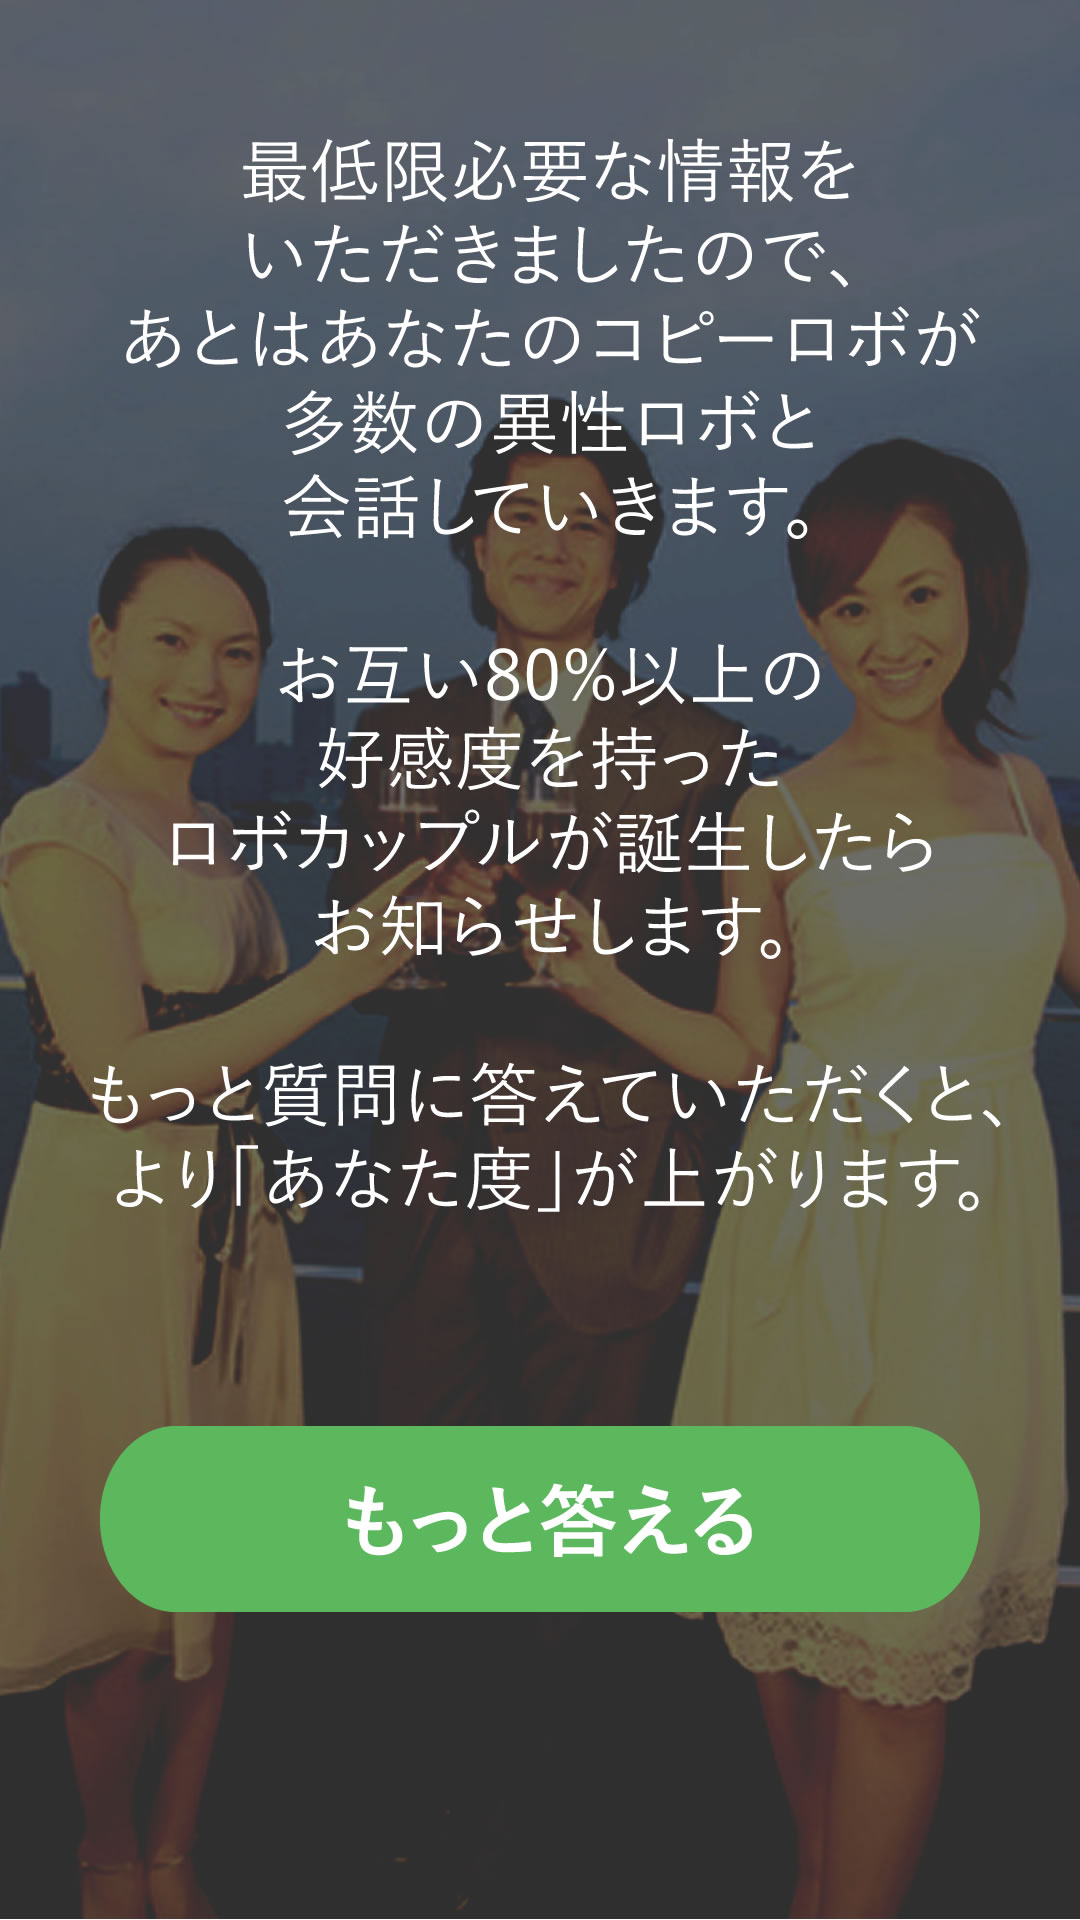 最低限必要な情報を
いただきましたので、
あとはあなたのコピーロボが
多数の異性ロボと
会話していきます。
お互い80%以上の
好感度を持った
ロボカップルが誕生したら
お知らせします。
もっと質問に答えていただくと、
より「あなた度」が上がります。
もっと答える